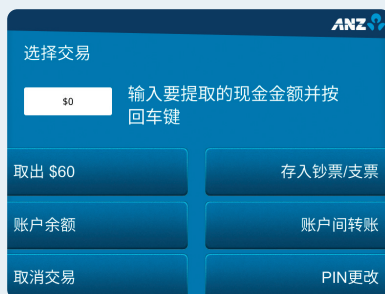 ANZ
选择交易
$0
输入要提取的现金金额并按
回车键
取出 $60
存入钞票/支票
账户余额
账户间转账
取消交易
PIN更改